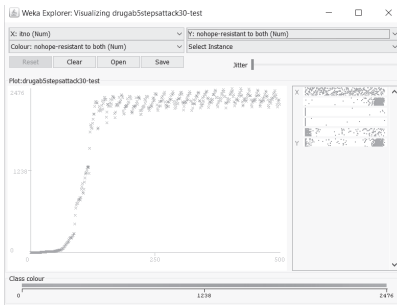 Weka Explorer: Visualizing drugab5stepsattack30-test
X: itno (Num)
Y: nohope-resistant to both (Num)
Colour: nohope-resistant to both (Num)
Select Instance
Reset Clear Open Save
Jitter
Plot:drugab5stepsattack30-test
2476
1238
0
0 250 500
X
Y
Class colour
0 1238 2476